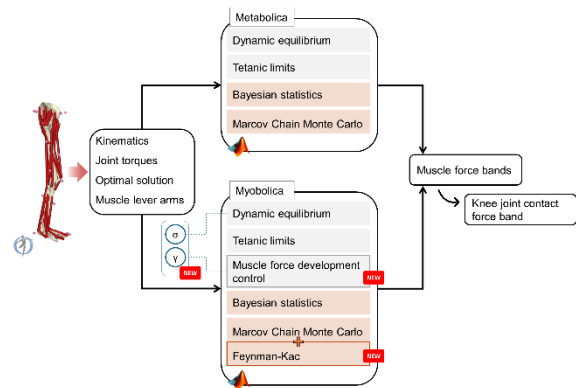 Metabolica
Dynamic equilibrium
Tetanic limits
Bayesian statistics
Marcov Chain Monte Carlo
Kinematics
Joint torques
Optimal solution
Muscle lever arms
Muscle force bands
Knee joint contact
force band
Myobolica
Dynamic equilibrium
σ
Tetanic limits
γ
Muscle force development
control
NEW
NEW
Bayesian statistics
Marcov Chain Monte Carlo
+
Feynman-Kac
NEW